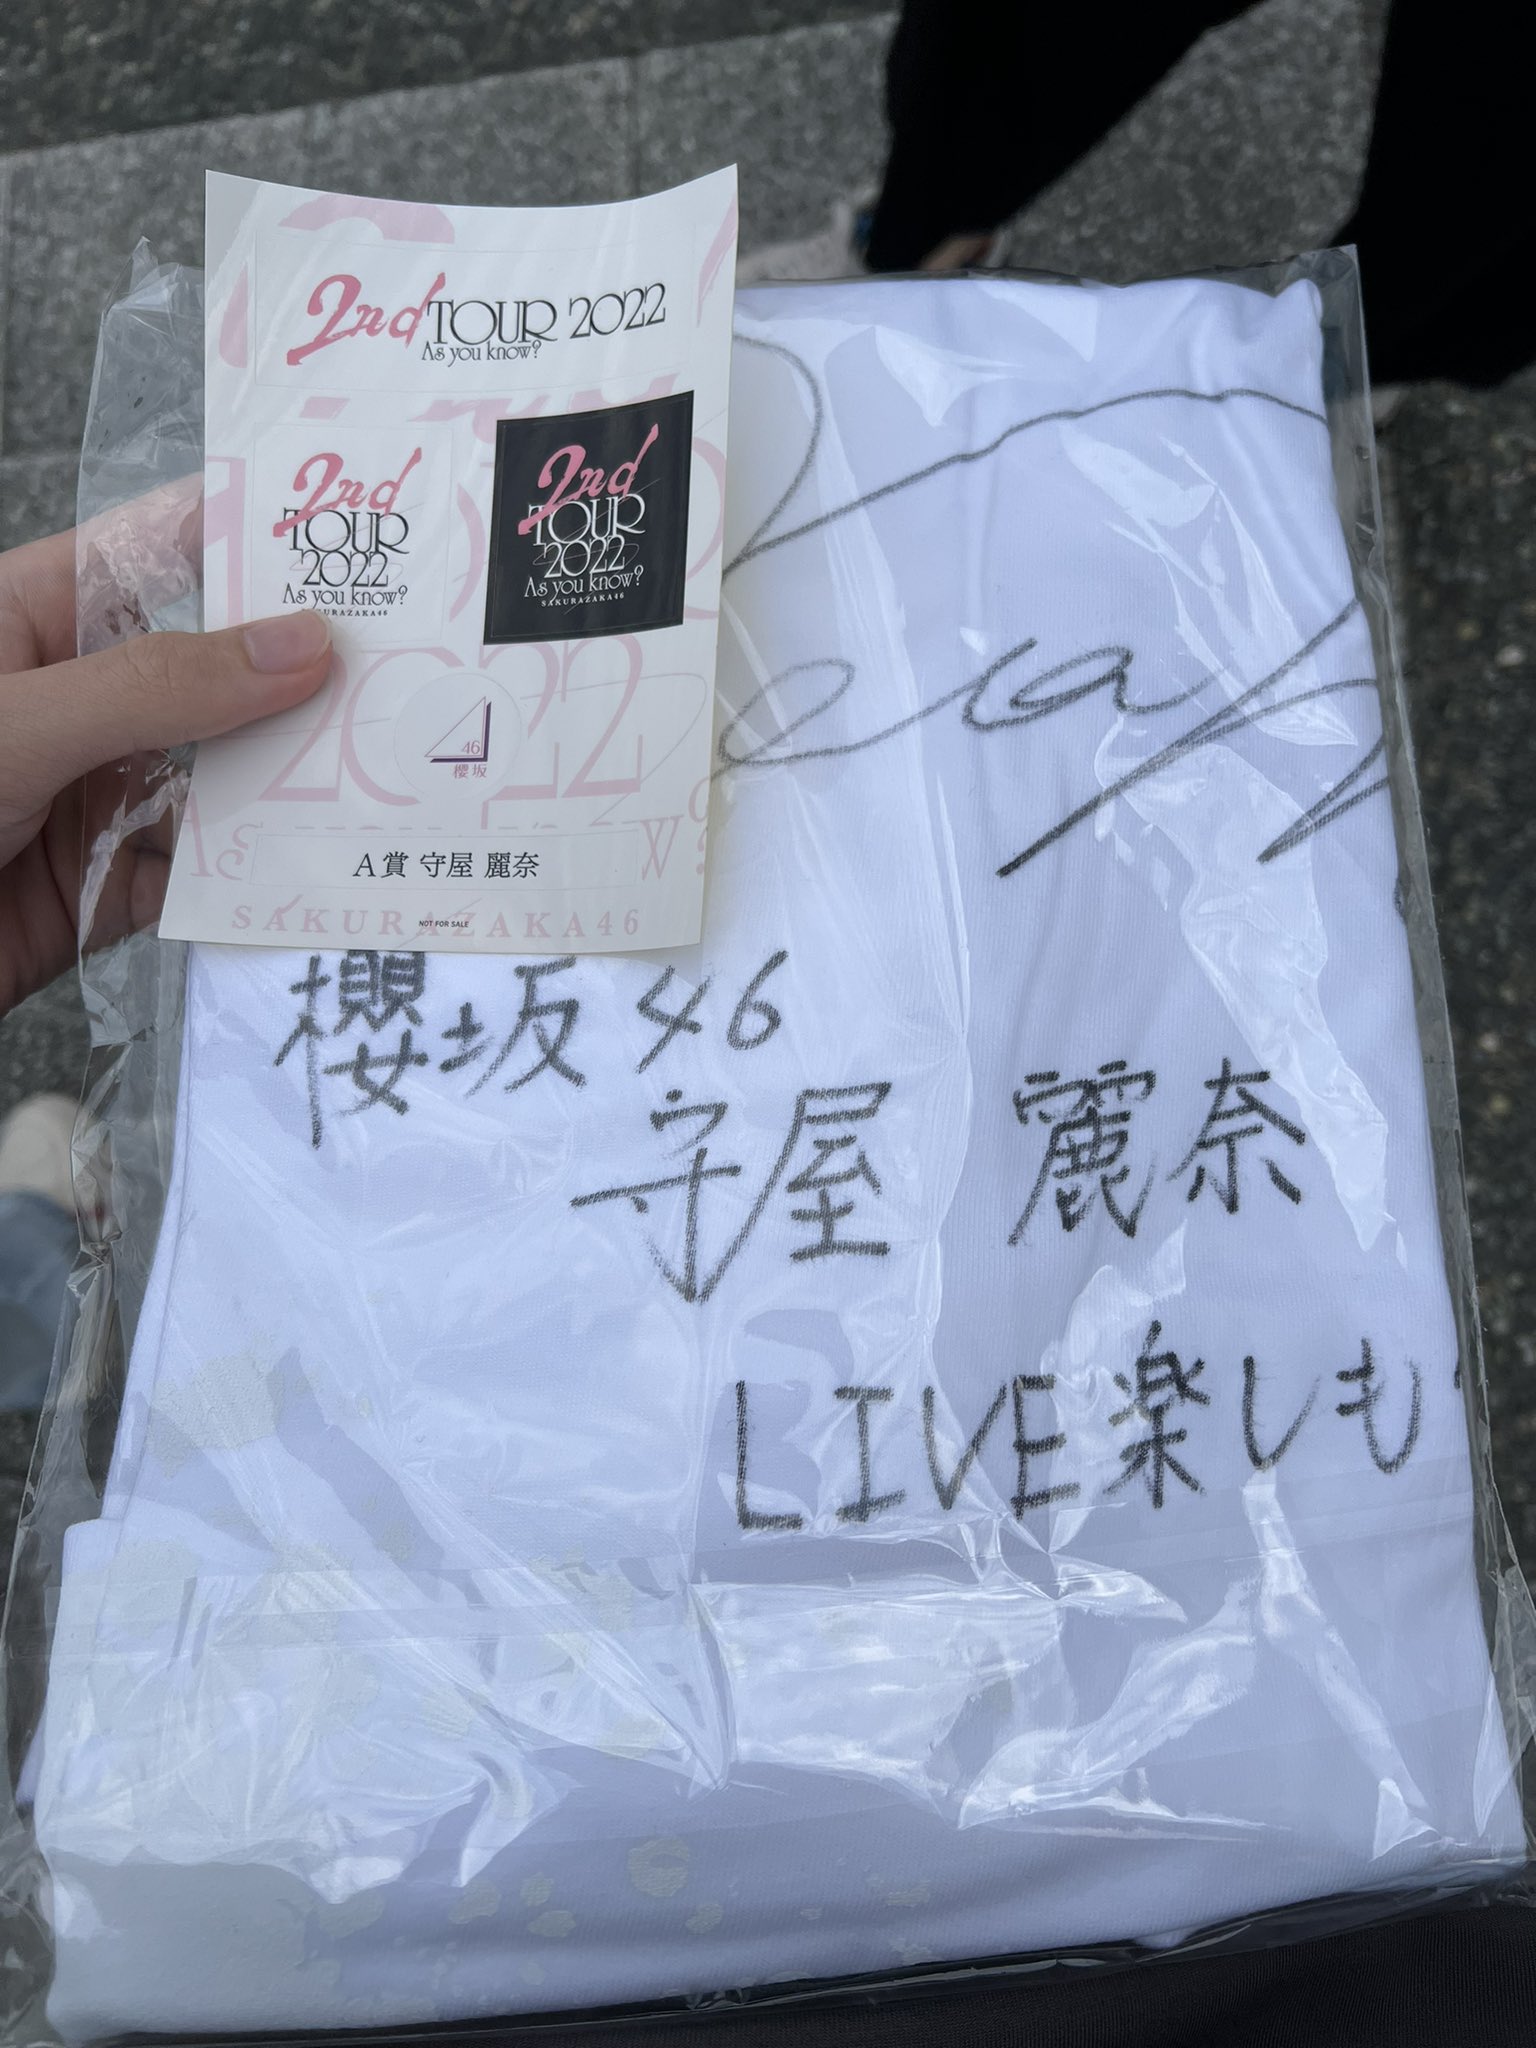 2nd TOUR 2022
As you know?
2nd
TOUR
2022
As you know?
SAKURAZAKA46
2nd
TOUR
2022
As you know?
SAKURAZAKA46
2022
46
櫻坂
A賞 守屋 麗奈
SAKURAZAKA46
NOT FOR SALE
櫻坂46
守屋 麗奈
LIVE楽しも